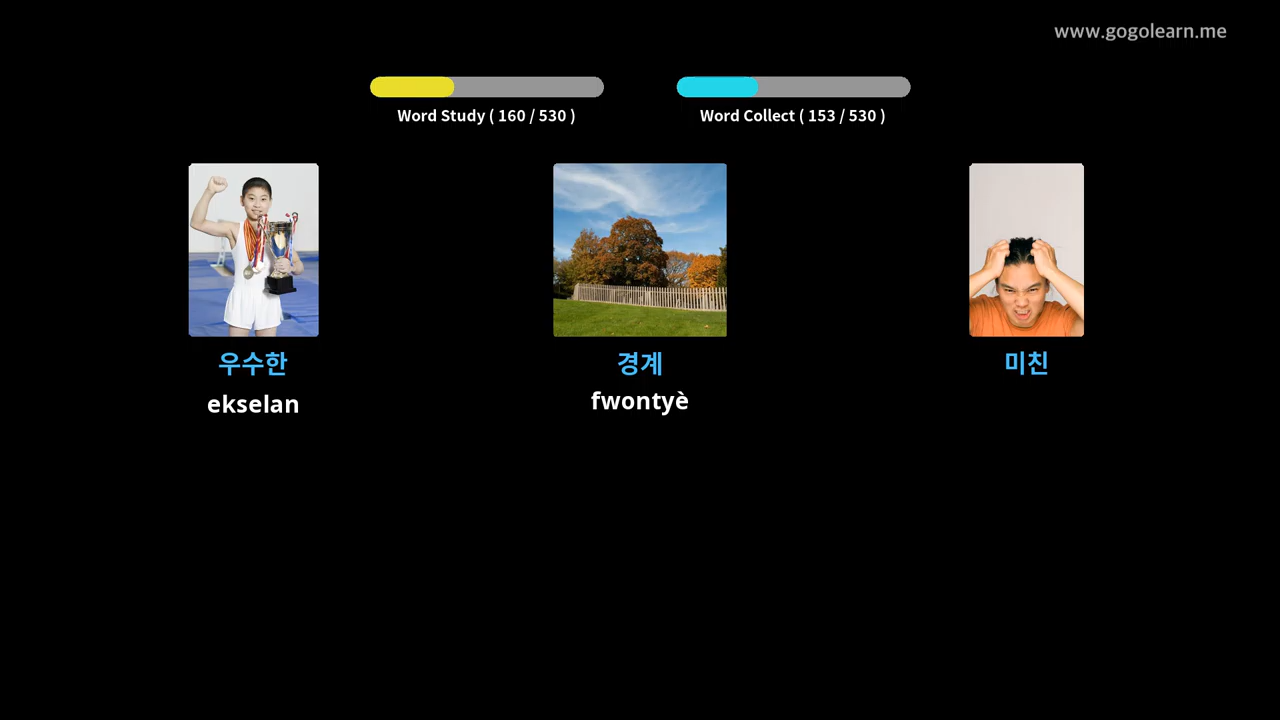 www.gogolearn.me
Word Study ( 160 / 530 )
Word Collect ( 153 / 530 )
우수한
경계
미친
ekselan
fwontyè